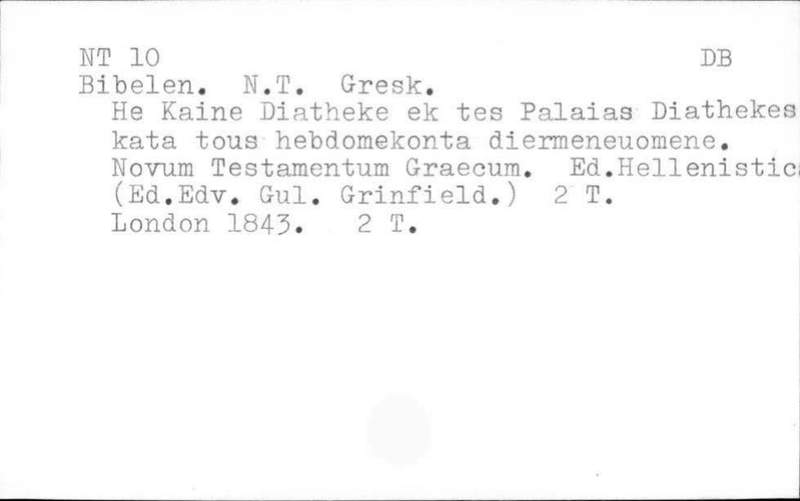 NT 10 DB
Bibelen. N.T. Gresk.
He Kaine Diatheke ek tes Palaias Diathekes
kata tous hebdomekonta diermeneuomene.
Novum Testamentum Graecum. Ed.Hellenistic
(Ed.Edv. Gul. Grinfield.) 2 T.
London 1843. 2 T.